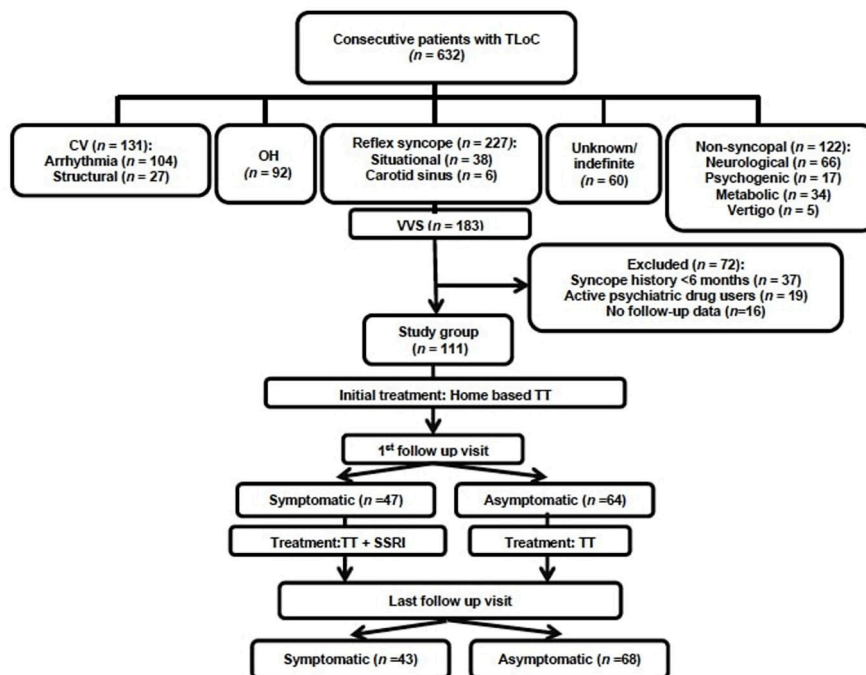 Consecutive patients with TLoC
(n = 632)
CV (n = 131):
Arrhythmia (n = 104)
Structural (n = 27)
OH
(n = 92)
Reflex syncope (n = 227):
Situational (n = 38)
Carotid sinus (n = 6)
Unknown/
indefinite
(n = 60)
Non-syncopal (n = 122):
Neurological (n = 66)
Psychogenic (n = 17)
Metabolic (n = 34)
Vertigo (n = 5)
VVS (n = 183)
Excluded (n = 72):
Syncope history <6 months (n = 37)
Active psychiatric drug users (n = 19)
No follow-up data (n=16)
Study group
(n = 111)
Initial treatment: Home based TT
1st follow up visit
Symptomatic (n =47)
Asymptomatic (n =64)
Treatment:TT + SSRI
Treatment: TT
Last follow up visit
Symptomatic (n =43)
Asymptomatic (n =68)